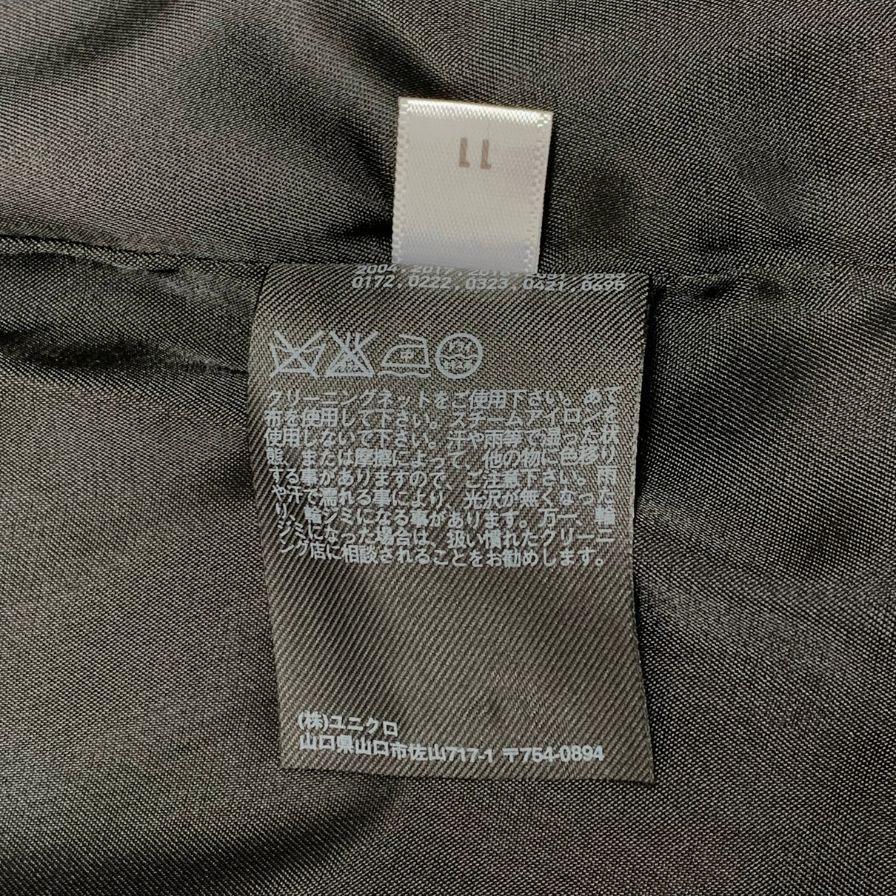 11
0172.0222.0323.0421.0695
クリーニングネットをご使用下さい。あて
布を使用して下さい。スチームアイロンを
使用しないで下さい。汗や雨等で湿った状
態、または摩擦によって、他の物に色移り
する事がありますので、ご注意下さい。雨
や汗で濡れる事により、光沢が無くなった
り、輪ジミになる事があります。万一、輪
ジミになった場合は、扱い慣れたクリーニ
ング店に相談されることをお勧めします。
(株)ユニクロ
山口県山口市佐山717-1 〒754-0894